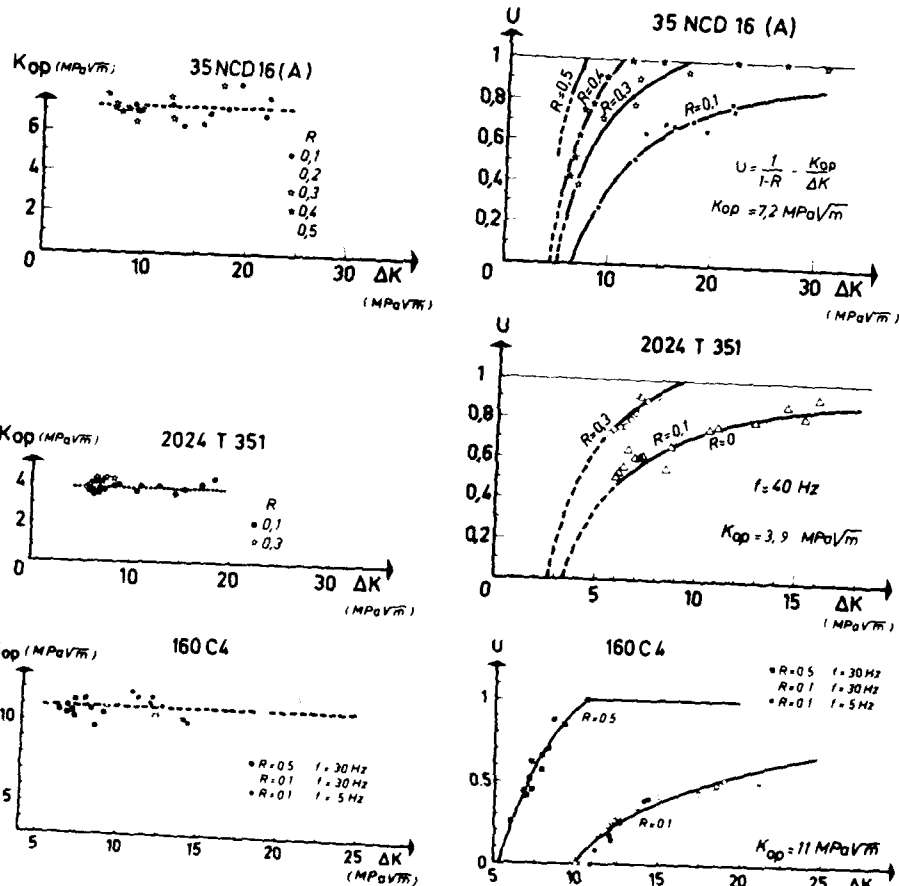 35 NCD 16 (A)
Kop (MPa√m)
6
4
2
0
10
20
30
ΔK
(MPa√m)
R
0,1
0,2
0,3
0,4
0,5
35 NCD 16 (A)
U
1
0,8
0,6
0,4
0,2
0
10
20
30
ΔK
(MPa√m)
R=0,5
R=0,4
R=0,3
R=0,1
U = 1/1-R - Kop/ΔK
Kop = 7,2 MPa√m
2024 T 351
Kop (MPa√m)
4
2
0
10
20
30
ΔK
(MPa√m)
R
0,1
0,3
2024 T 351
U
1
0,8
0,6
0,4
0,2
0
5
10
15
ΔK
(MPa√m)
R=0,3
R=0,1
R=0
f=40 Hz
Kop=3,9 MPa√m
160 C4
op (MPa√m)
10
5
5
10
15
20
25
ΔK
(MPa√m)
R=0.5 f=30 Hz
R=0.1 f=30 Hz
R=0.1 f=5 Hz
160 C4
U
1
0.5
0
5
10
15
20
25
ΔK
R=0.5 f=30 Hz
R=0.1 f=30 Hz
R=0.1 f=5 Hz
R=0.5
R=0.1
Kop=11 MPa√m